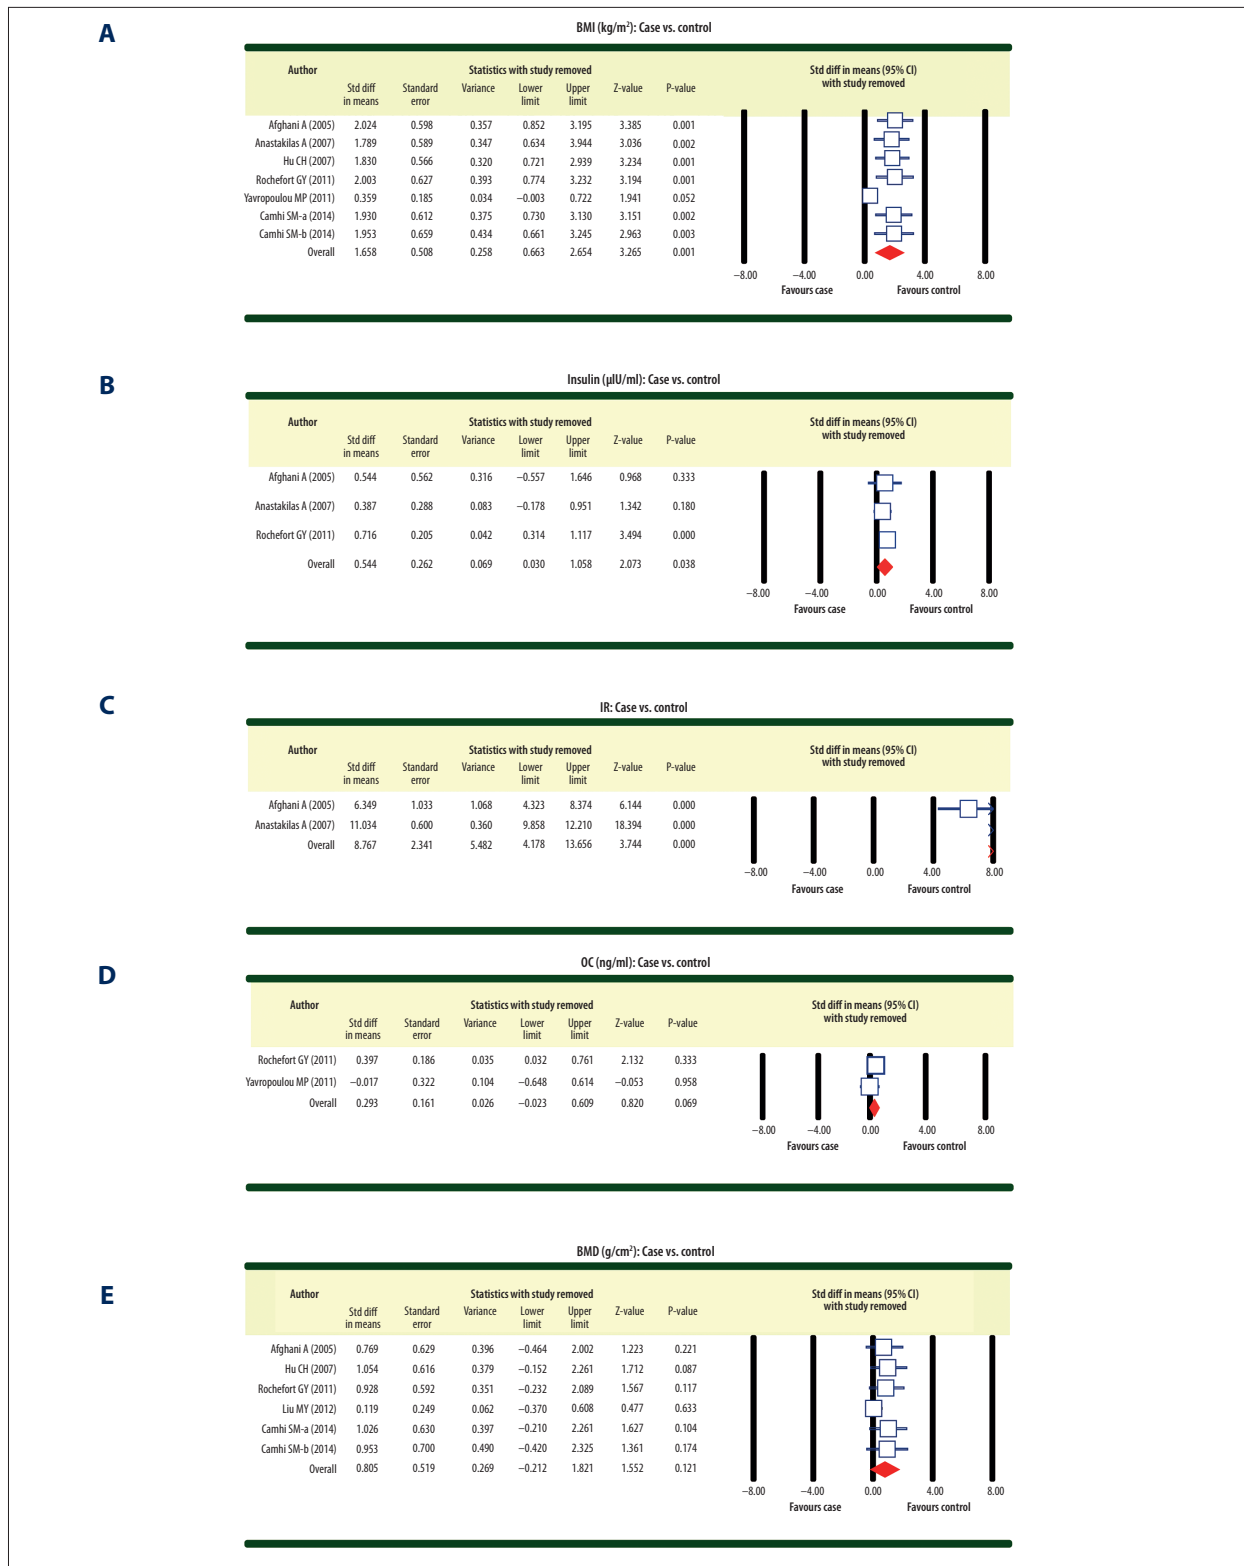 A
BMI (kg/m²): Case vs. control
Author Statistics with study removed Std diff in means (95% CI)
with study removed
Std diff in means Standard error Variance Lower limit Upper limit Z-value P-value
Afghani A (2005) 2.024 0.598 0.357 0.852 3.195 3.385 0.001
Anastakilas A (2007) 1.789 0.589 0.347 0.634 3.944 3.036 0.002
Hu CH (2007) 1.830 0.566 0.320 0.721 2.939 3.234 0.001
Rochefort GY (2011) 2.003 0.627 0.393 0.774 3.232 3.194 0.001
Yavropoulou MP (2011) 0.359 0.185 0.034 −0.003 0.722 1.941 0.052
Camhi SM-a (2014) 1.930 0.612 0.375 0.730 3.130 3.151 0.002
Camhi SM-b (2014) 1.953 0.659 0.434 0.661 3.245 2.963 0.003
Overall 1.658 0.508 0.258 0.663 2.654 3.265 0.001
−8.00 −4.00 0.00 4.00 8.00
Favours case Favours control
B
Insulin (µIU/ml): Case vs. control
Author Statistics with study removed Std diff in means (95% CI)
with study removed
Std diff in means Standard error Variance Lower limit Upper limit Z-value P-value
Afghani A (2005) 0.544 0.562 0.316 −0.557 1.646 0.968 0.333
Anastakilas A (2007) 0.387 0.288 0.083 −0.178 0.951 1.342 0.180
Rochefort GY (2011) 0.716 0.205 0.042 0.314 1.117 3.494 0.000
Overall 0.544 0.262 0.069 0.030 1.058 2.073 0.038
−8.00 −4.00 0.00 4.00 8.00
Favours case Favours control
C
IR: Case vs. control
Author Statistics with study removed Std diff in means (95% CI)
with study removed
Std diff in means Standard error Variance Lower limit Upper limit Z-value P-value
Afghani A (2005) 6.349 1.033 1.068 4.323 8.374 6.144 0.000
Anastakilas A (2007) 11.034 0.600 0.360 9.858 12.210 18.394 0.000
Overall 8.767 2.341 5.482 4.178 13.656 3.744 0.000
−8.00 −4.00 0.00 4.00 8.00
Favours case Favours control
D
OC (ng/ml): Case vs. control
Author Statistics with study removed Std diff in means (95% CI)
with study removed
Std diff in means Standard error Variance Lower limit Upper limit Z-value P-value
Rochefort GY (2011) 0.397 0.186 0.035 0.032 0.761 2.132 0.333
Yavropoulou MP (2011) −0.017 0.322 0.104 −0.648 0.614 −0.053 0.958
Overall 0.293 0.161 0.026 −0.023 0.609 0.820 0.069
−8.00 −4.00 0.00 4.00 8.00
Favours case Favours control
E
BMD (g/cm²): Case vs. control
Author Statistics with study removed Std diff in means (95% CI)
with study removed
Std diff in means Standard error Variance Lower limit Upper limit Z-value P-value
Afghani A (2005) 0.769 0.629 0.396 −0.464 2.002 1.223 0.221
Hu CH (2007) 1.054 0.616 0.379 −0.152 2.261 1.712 0.087
Rochefort GY (2011) 0.928 0.592 0.351 −0.232 2.089 1.567 0.117
Liu MY (2012) 0.119 0.249 0.062 −0.370 0.608 0.477 0.633
Camhi SM-a (2014) 1.026 0.630 0.397 −0.210 2.261 1.627 0.104
Camhi SM-b (2014) 0.953 0.700 0.490 −0.420 2.325 1.361 0.174
Overall 0.805 0.519 0.269 −0.212 1.821 1.552 0.121
−8.00 −4.00 0.00 4.00 8.00
Favours case Favours control